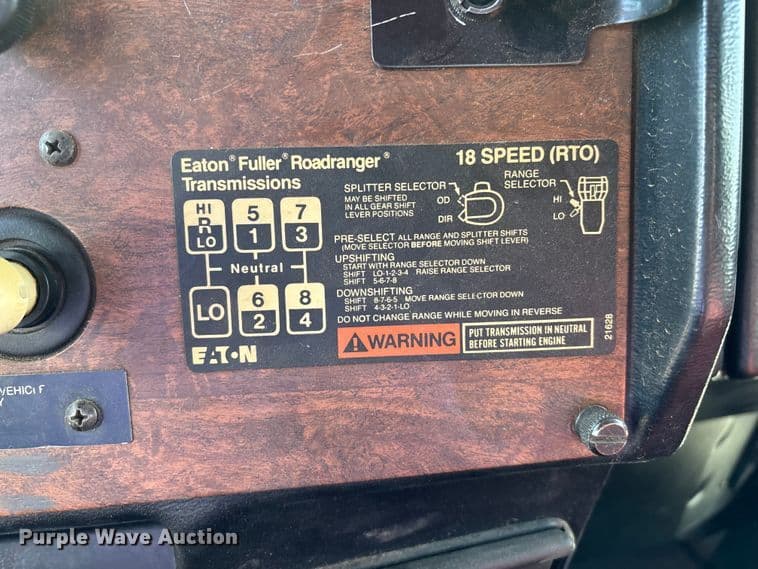 Eaton® Fuller® Roadranger®
Transmissions
18 SPEED (RTO)
HI
R
LO
5
1
7
3
Neutral
LO
6
2
8
4
EATON
SPLITTER SELECTOR
MAY BE SHIFTED
IN ALL GEAR SHIFT
LEVER POSITIONS
OD
DIR
RANGE
SELECTOR
HI
LO
PRE-SELECT ALL RANGE AND SPLITTER SHIFTS
(MOVE SELECTOR BEFORE MOVING SHIFT LEVER)
UPSHIFTING
START WITH RANGE SELECTOR DOWN
SHIFT LO-1-2-3-4 RAISE RANGE SELECTOR
SHIFT 5-6-7-8
DOWNSHIFTING
SHIFT 8-7-6-5 MOVE RANGE SELECTOR DOWN
SHIFT 4-3-2-1-LO
DO NOT CHANGE RANGE WHILE MOVING IN REVERSE
WARNING
PUT TRANSMISSION IN NEUTRAL
BEFORE STARTING ENGINE
21628
Purple Wave Auction